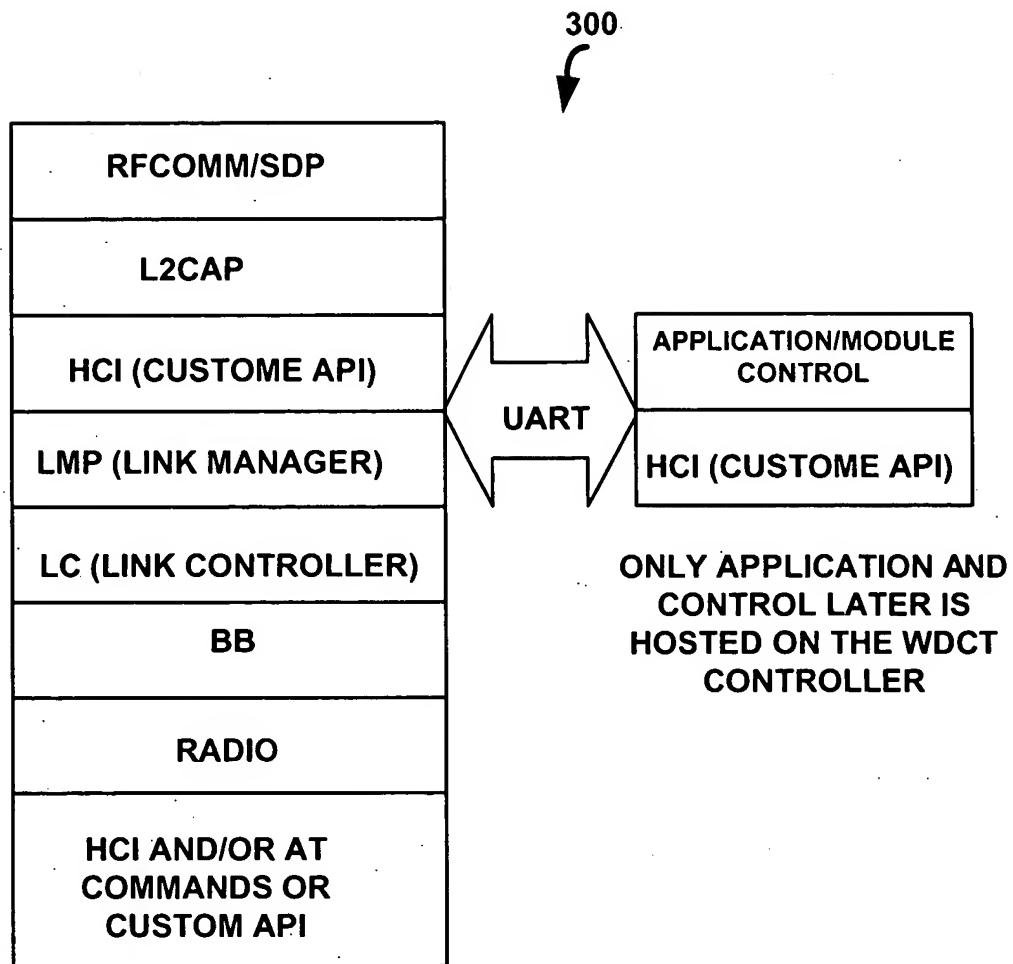 300
RFCOMM/SDP
L2CAP
HCI (CUSTOME API)
LMP (LINK MANAGER)
LC (LINK CONTROLLER)
BB
RADIO
HCI AND/OR AT
COMMANDS OR
CUSTOM API
UART
APPLICATION/MODULE
CONTROL
HCI (CUSTOME API)
ONLY APPLICATION AND
CONTROL LATER IS
HOSTED ON THE WDCT
CONTROLLER